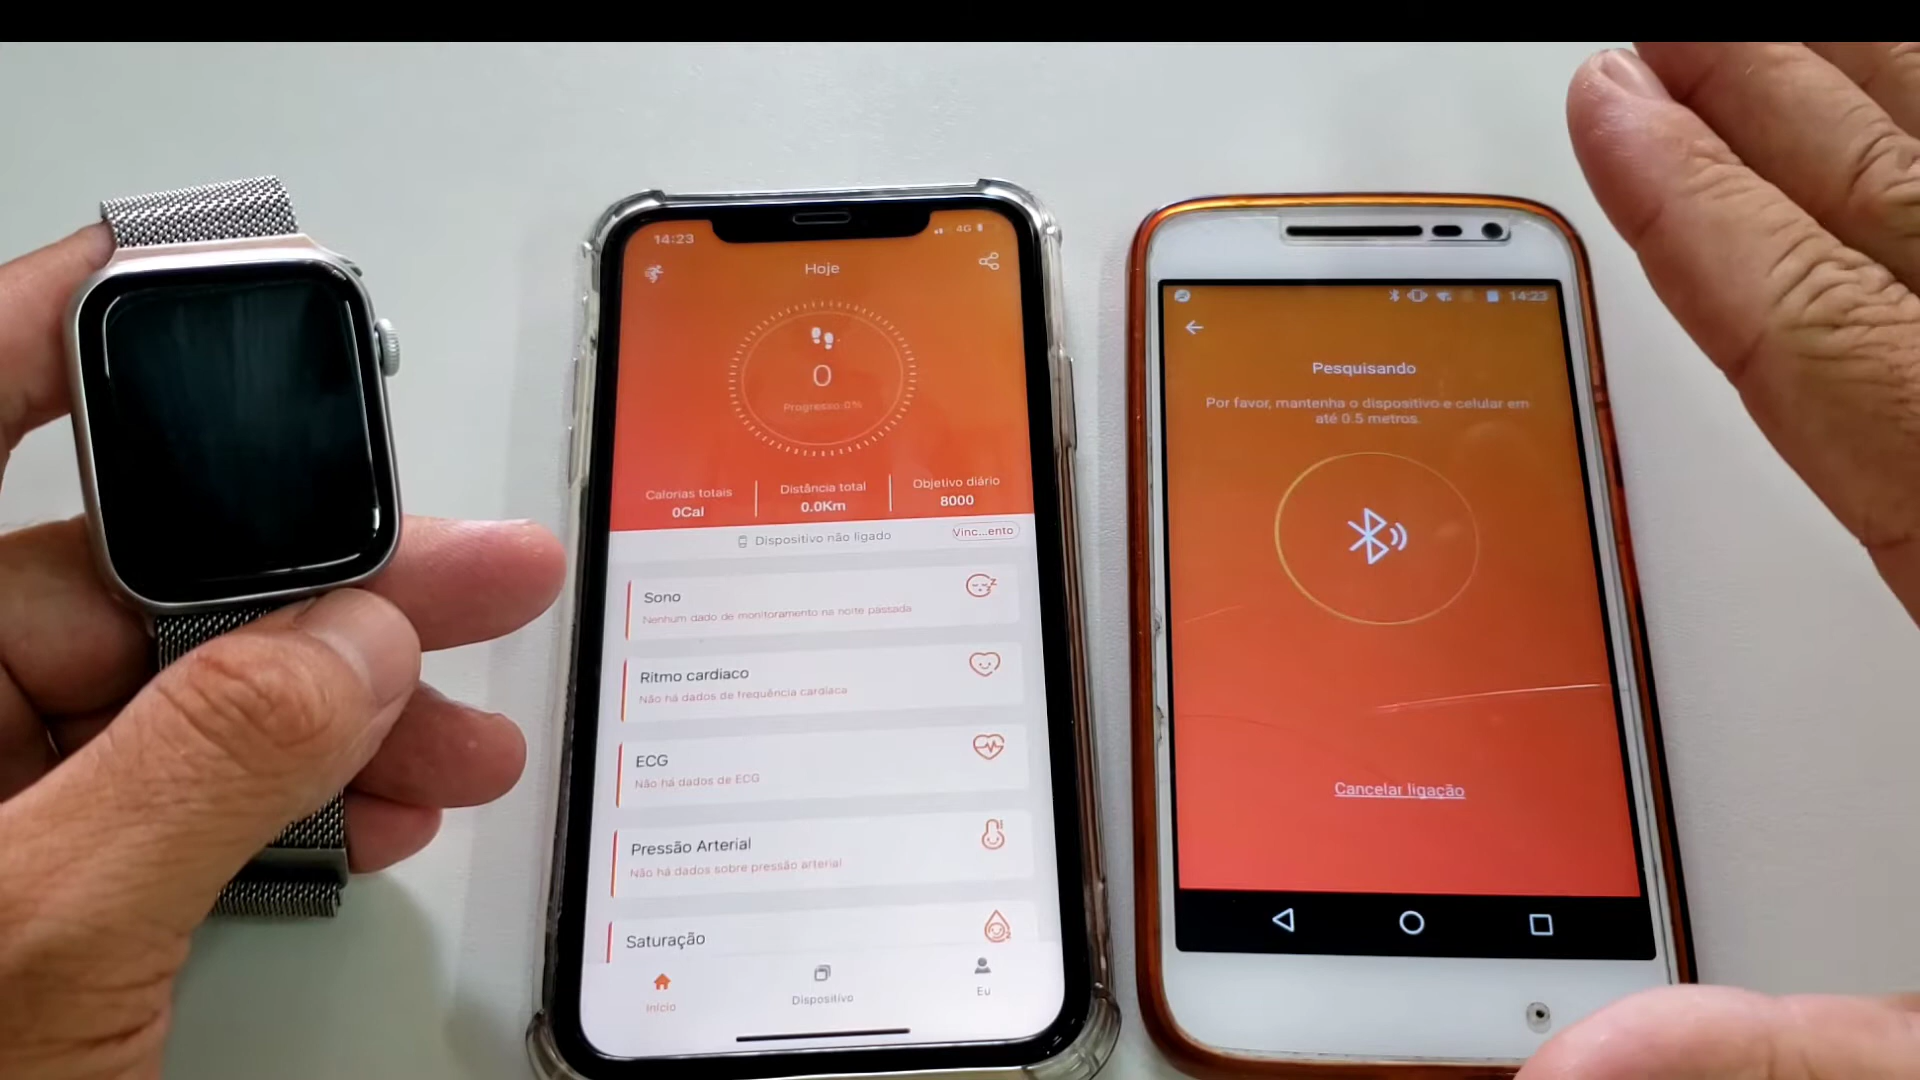 14:23
4G
Hoje
0
Progresso:0%
Calorias totais
0Cal
Distância total
0.0Km
Objetivo diário
8000
Dispositivo não ligado
Vinc...ento
Sono
Nenhum dado de monitoramento na noite passada
Ritmo cardíaco
Não há dados de frequência cardíaca
ECG
Não há dados de ECG
Pressão Arterial
Não há dados sobre pressão arterial
Saturação
Início
Dispositivo
Eu
14:23
Pesquisando
Por favor, mantenha o dispositivo e celular em
até 0.5 metros.
Cancelar ligação